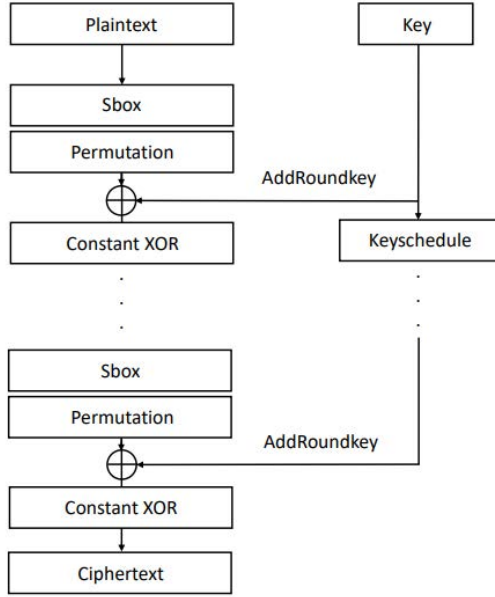 Plaintext
Key
Sbox
Permutation
AddRoundkey
Constant XOR
Keyschedule
.
.
.
.
.
.
Sbox
Permutation
AddRoundkey
Constant XOR
Ciphertext